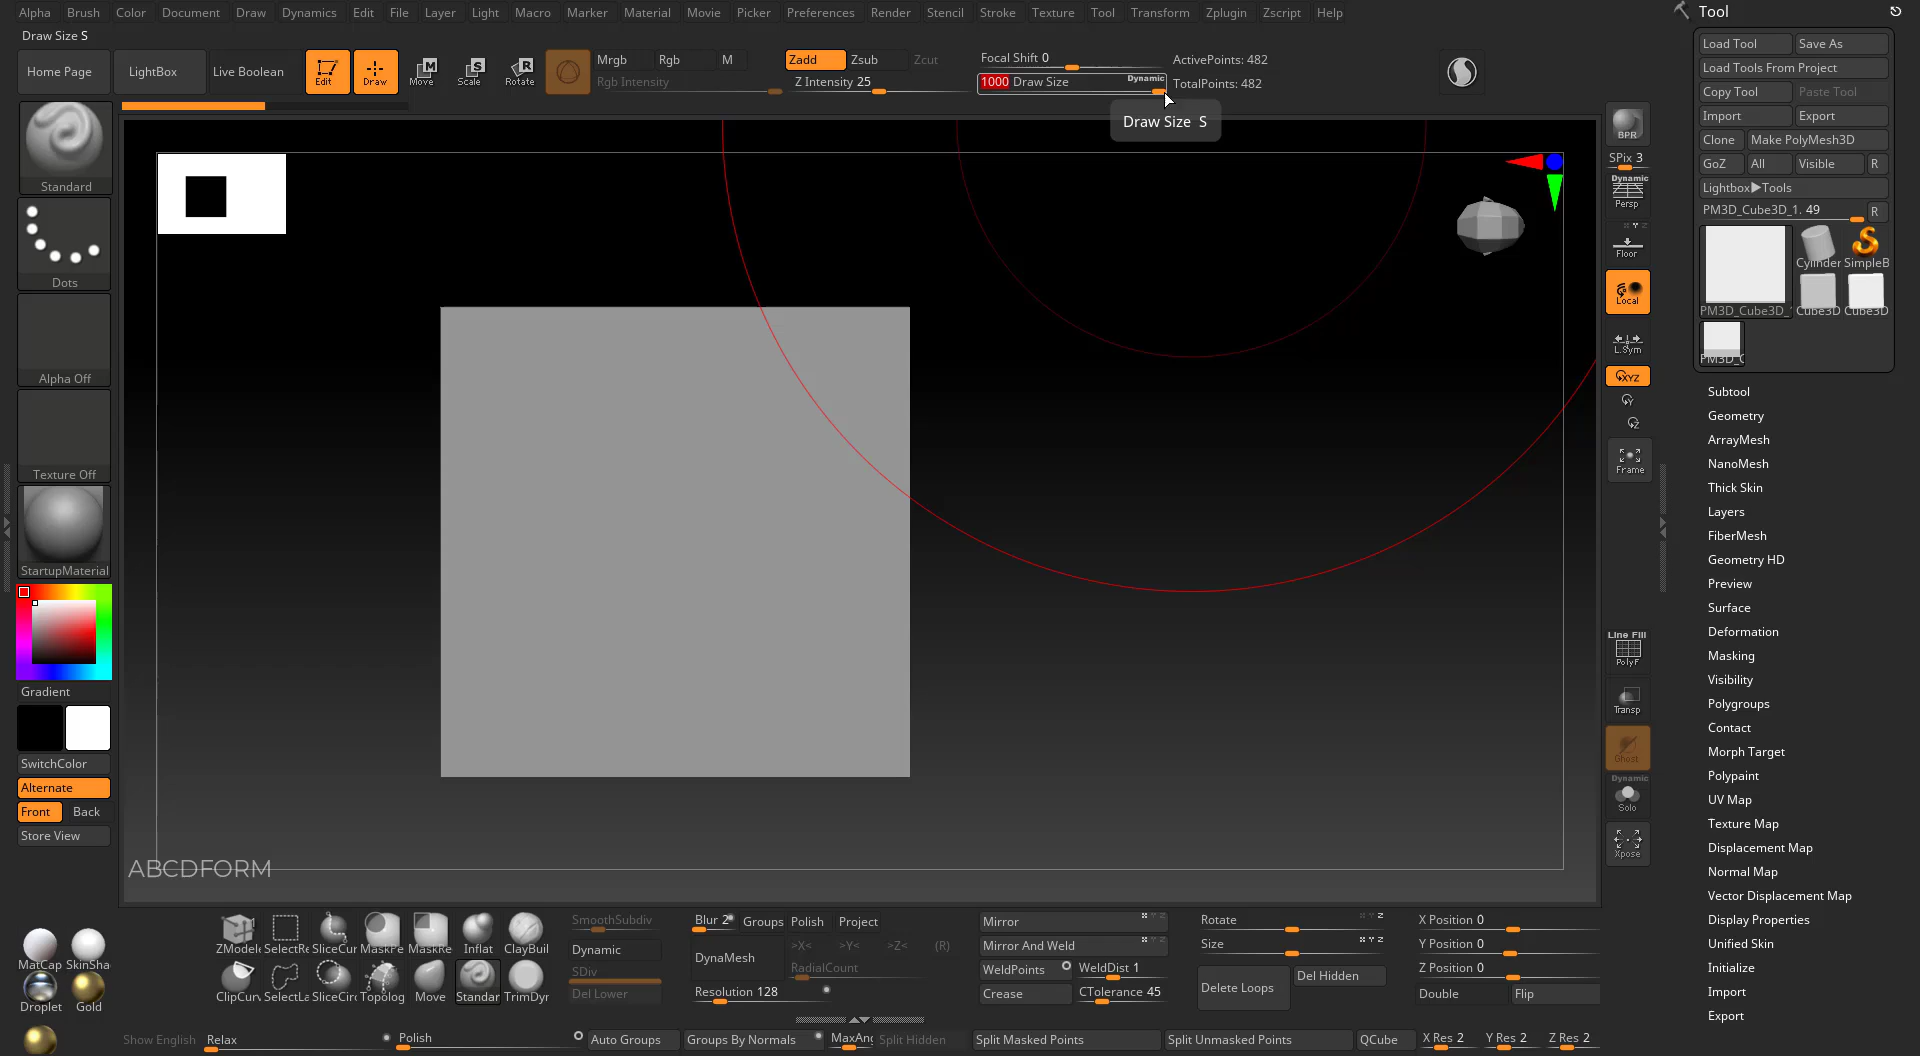 Alpha Brush Color Document Draw Dynamics Edit File Layer Light Macro Marker Material Movie Picker Preferences Render Stencil Stroke Texture Tool Transform Zplugin Zscript Help
Tool
Draw Size S
Home Page LightBox Live Boolean Edit Draw Move Scale Rotate
M S R
Mrgb Rgb M
Rgb Intensity
Zadd Zsub Zcut
Z Intensity 25
Focal Shift 0
1000 Draw Size Dynamic
ActivePoints: 482
TotalPoints: 482
Draw Size S
Load Tool Save As
Load Tools From Project
Copy Tool Paste Tool
Import Export
Clone Make PolyMesh3D
GoZ All Visible R
Lightbox▶Tools
PM3D_Cube3D_1. 49 R
Cylinder SimpleB
PM3D_Cube3D_ Cube3D Cube3D
PM3D_C
Subtool
Geometry
ArrayMesh
NanoMesh
Thick Skin
Layers
FiberMesh
Geometry HD
Preview
Surface
Deformation
Masking
Visibility
Polygroups
Contact
Morph Target
Polypaint
UV Map
Texture Map
Displacement Map
Normal Map
Vector Displacement Map
Display Properties
Unified Skin
Initialize
Import
Export
Standard
Dots
Alpha Off
Texture Off
StartupMaterial
Gradient
SwitchColor
Alternate
Front Back
Store View
BPR
SPix 3
Dynamic
Persp
Floor
Local
L.Sym
XYZ
Y
Z
Frame
Line Fill
PolyF
Transp
Ghost
Dynamic
Solo
Xpose
ABCDFORM
MatCap SkinSha
Droplet Gold
ZModele SelectRe SliceCur MaskPe MaskRe Inflat ClayBuil
ClipCurv SelectLa SliceCirc Topolog Move Standar TrimDyn
SmoothSubdiv
Dynamic
SDiv
Del Lower
Blur 2 Groups Polish Project
DynaMesh >X< >Y< >Z< (R)
RadialCount
Resolution 128
Mirror
Mirror And Weld
WeldPoints WeldDist 1
Crease CTolerance 45
Rotate
Size
Delete Loops Del Hidden
X Position 0
Y Position 0
Z Position 0
Double Flip
Show English Relax Polish Auto Groups Groups By Normals MaxAng Split Hidden Split Masked Points Split Unmasked Points QCube X Res 2 Y Res 2 Z Res 2